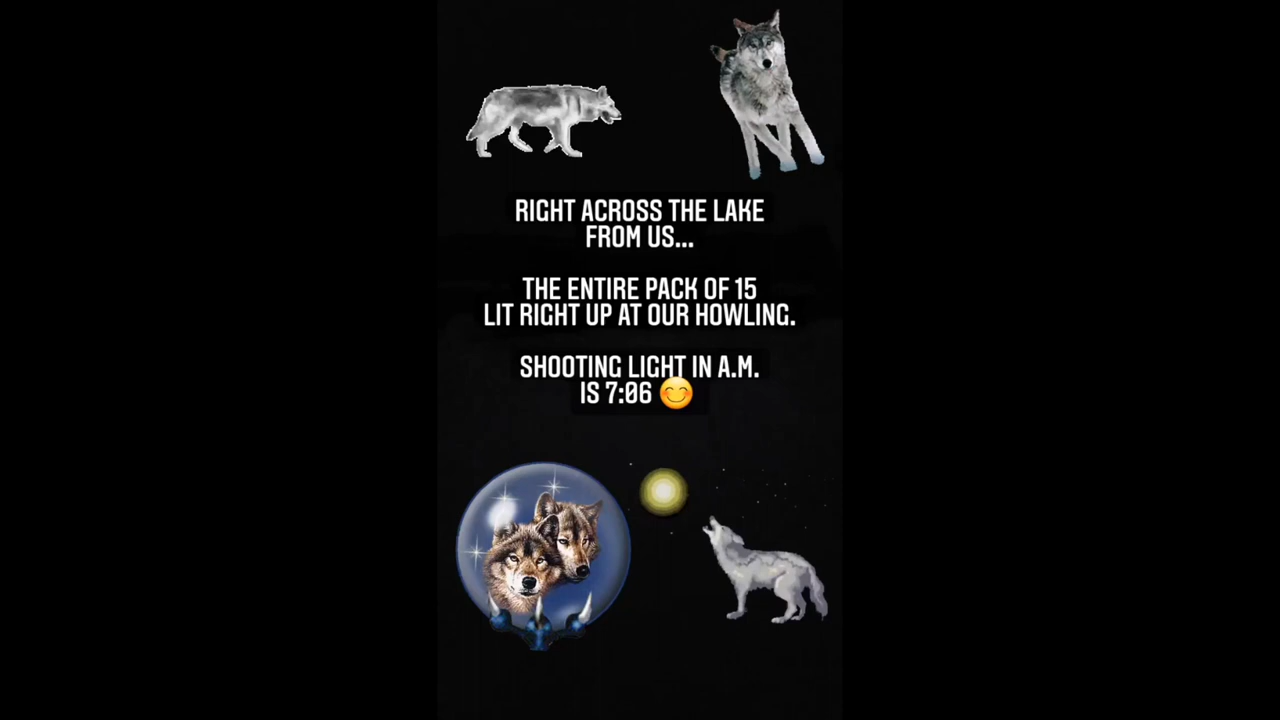 RIGHT ACROSS THE LAKE
FROM US...
THE ENTIRE PACK OF 15
LIT RIGHT UP AT OUR HOWLING.
SHOOTING LIGHT IN A.M.
IS 7:06 😊